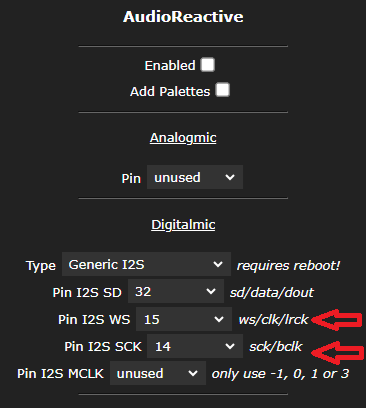 AudioReactive
Enabled
Add Palettes
Analogmic
Pin unused
Digitalmic
Type Generic I2S requires reboot!
Pin I2S SD 32 sd/data/dout
Pin I2S WS 15 ws/clk/lrck
Pin I2S SCK 14 sck/bclk
Pin I2S MCLK unused only use -1, 0, 1 or 3